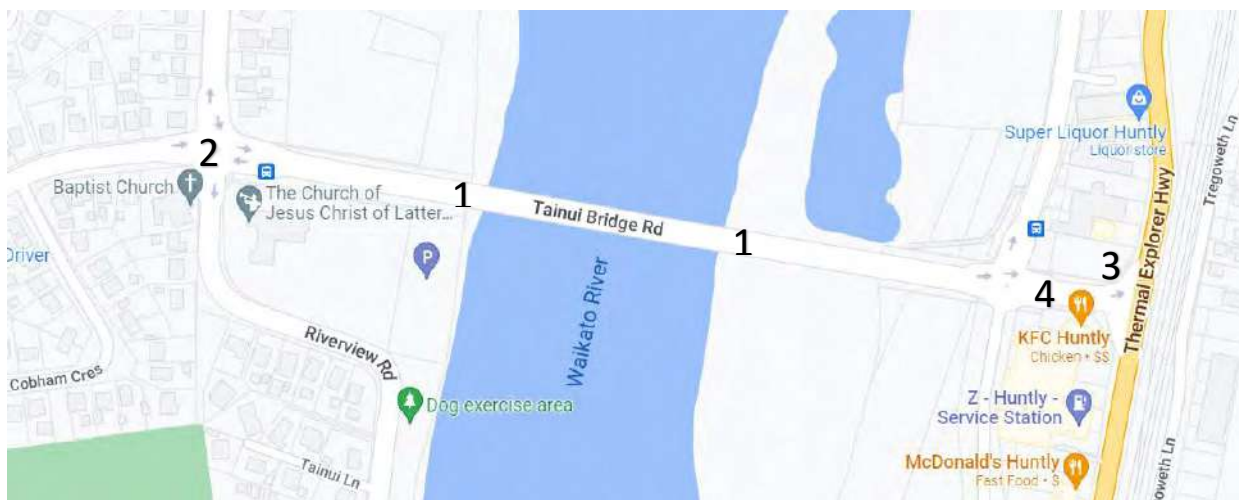 2
Baptist Church
The Church of
Jesus Christ of Latter...
Driver
1
Tainui Bridge Rd
1
P
Waikato River
Riverview Rd
Cobham Cres
Dog exercise area
Tainui Ln
Super Liquor Huntly
Liquor store
Tregoweth Ln
Thermal Explorer Hwy
3
4
KFC Huntly
Chicken • $$
Z - Huntly -
Service Station
McDonald's Huntly
Fast Food • $
goweth Ln